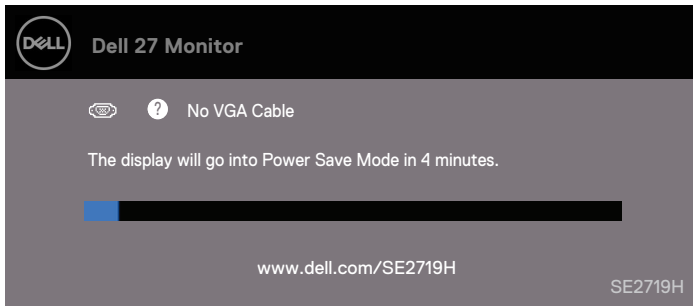 DELL
Dell 27 Monitor
? No VGA Cable
The display will go into Power Save Mode in 4 minutes.
www.dell.com/SE2719H
SE2719H